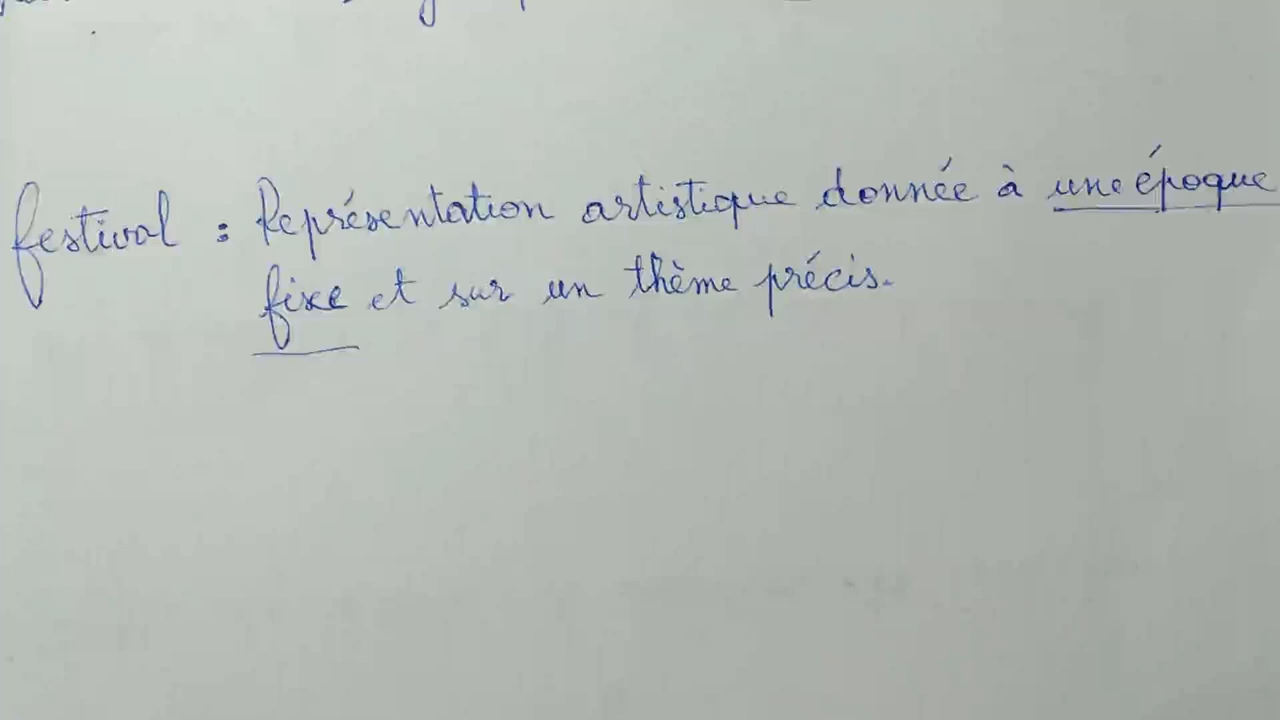 festival : Représentation artistique donnée à une époque
fixe et sur un thème précis.